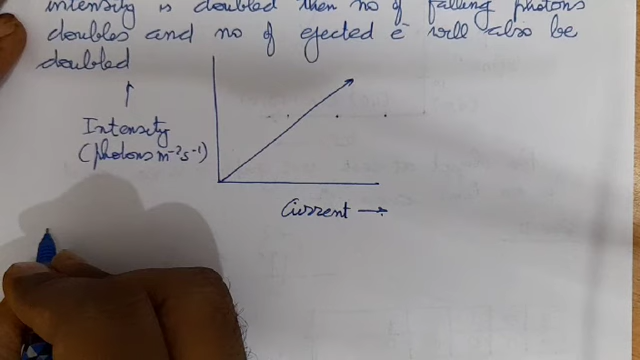 intensity is doubled then no of falling photons
doubles and no of ejected e⁻ will also be
doubled
Intensity
(photons m⁻² s⁻¹)
Current →